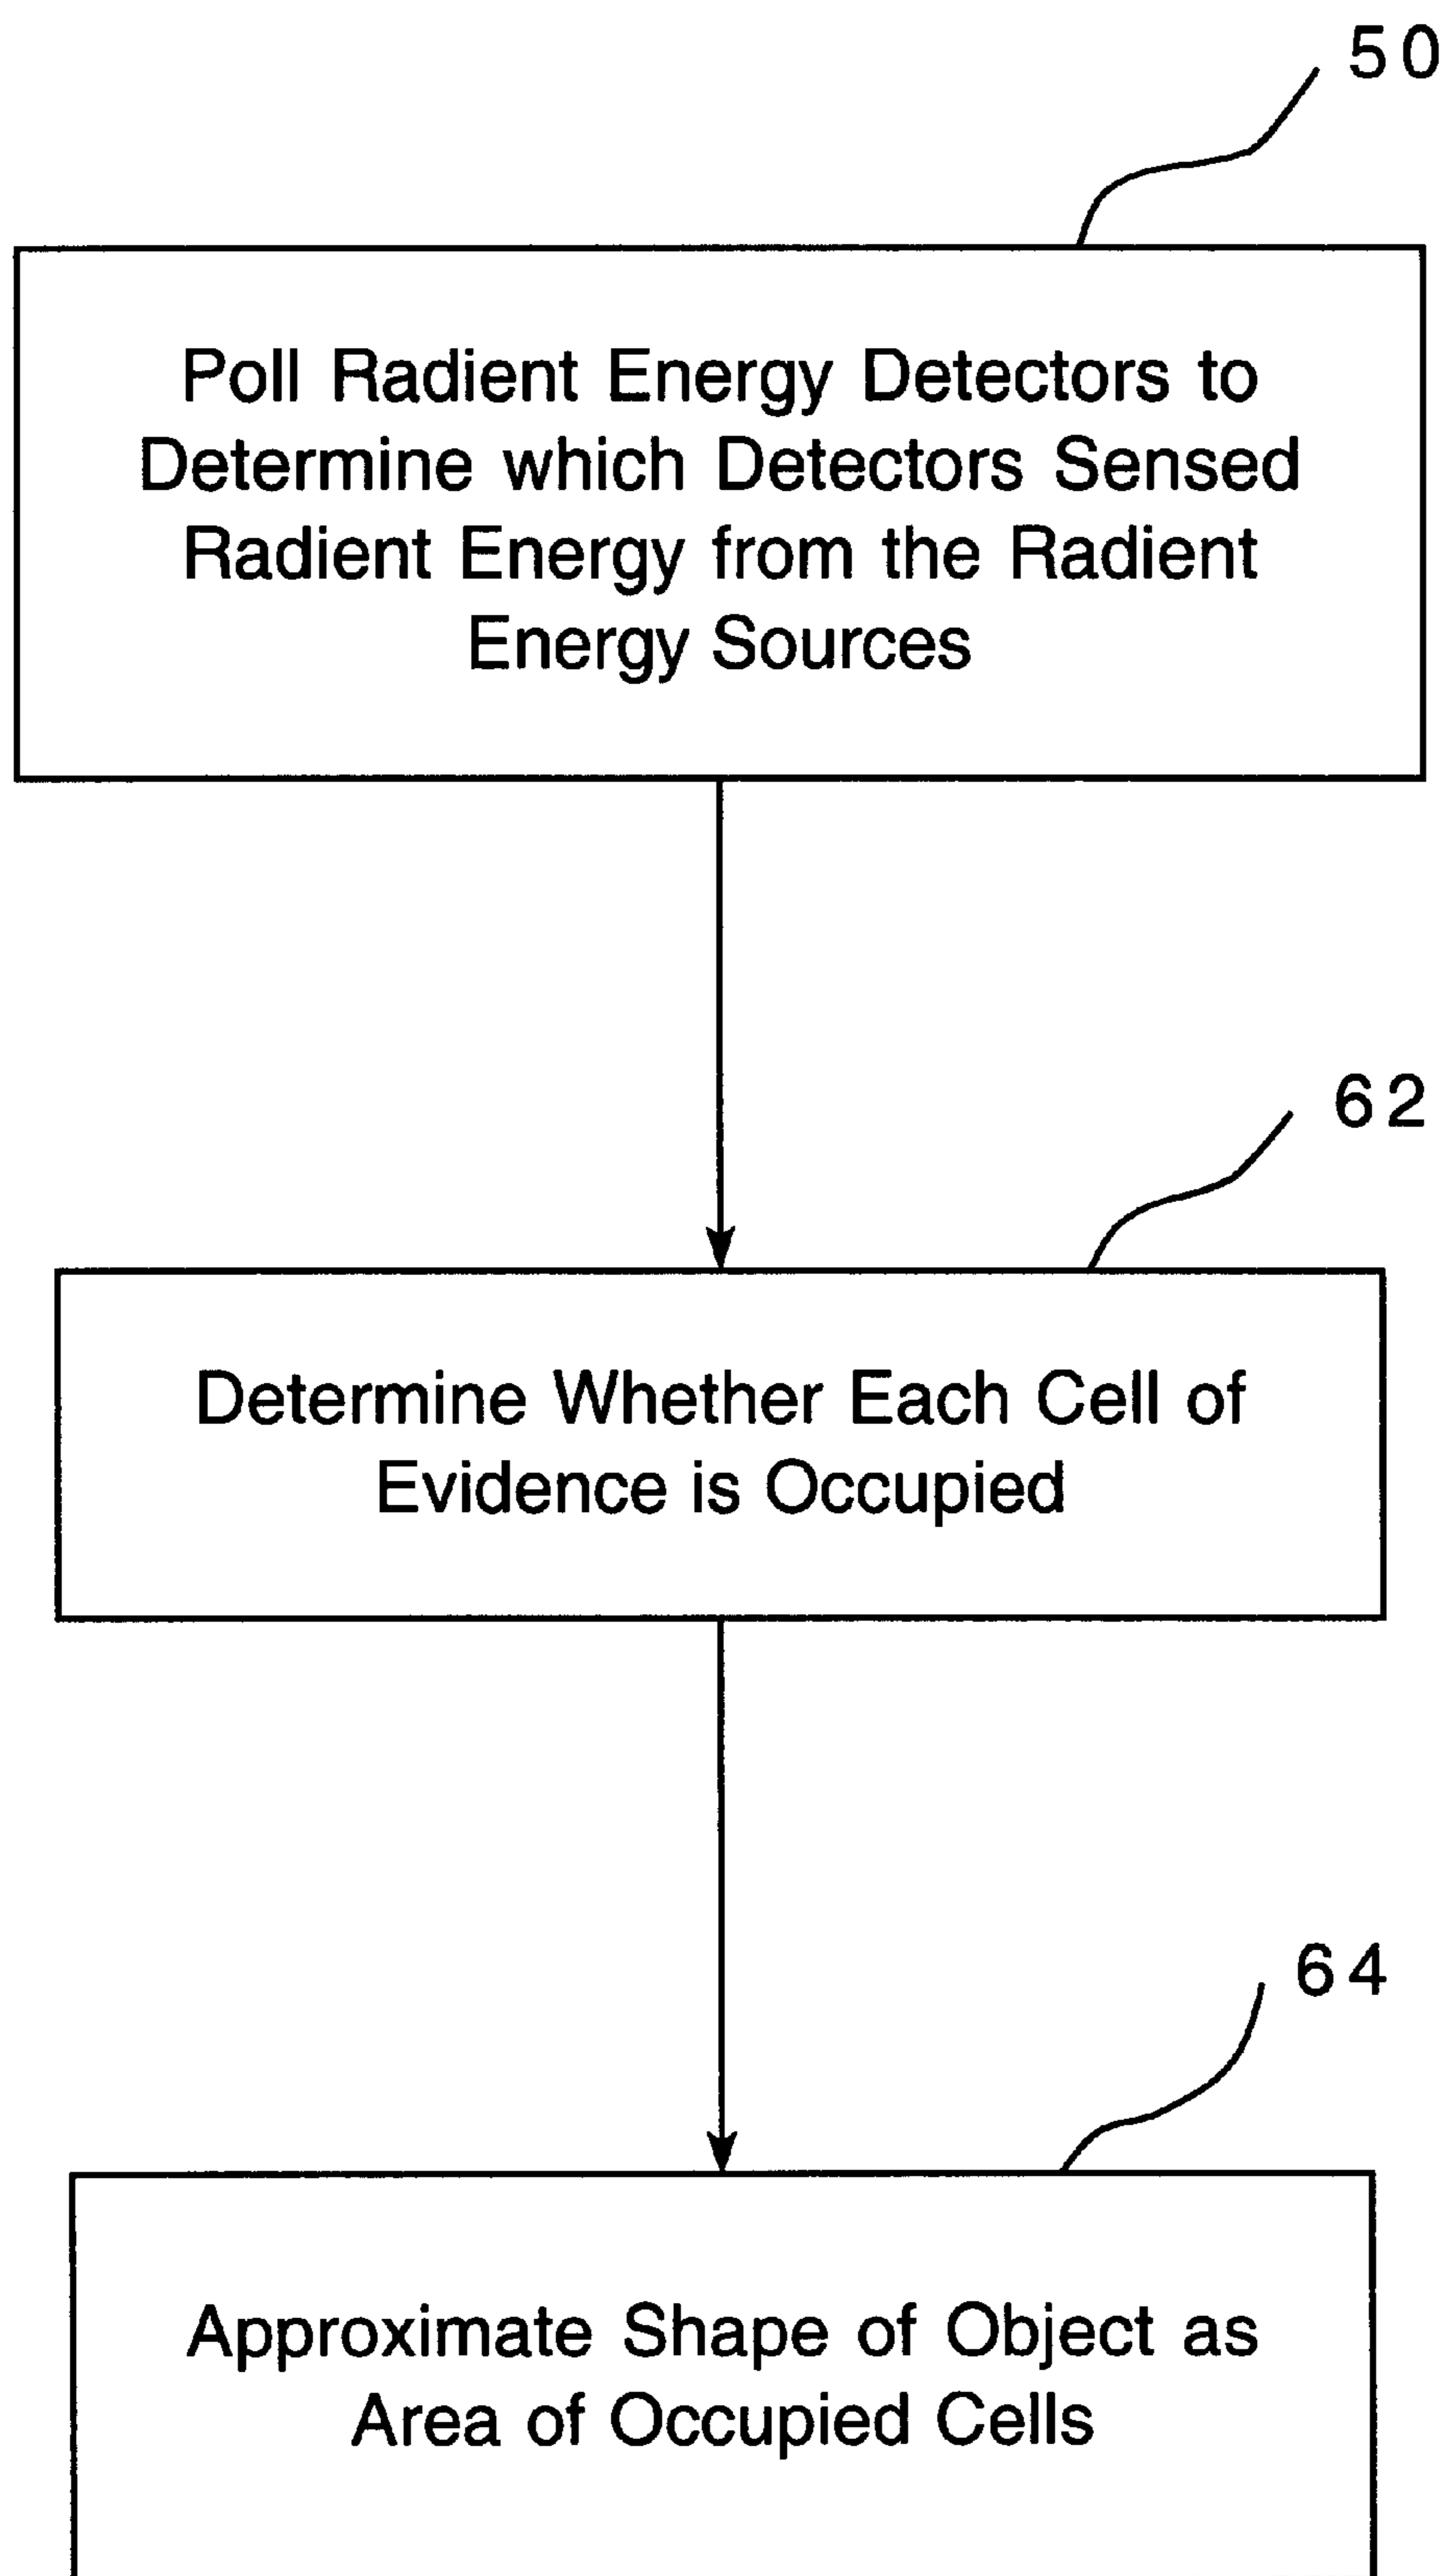 50
Poll Radient Energy Detectors to
Determine which Detectors Sensed
Radient Energy from the Radient
Energy Sources
62
Determine Whether Each Cell of
Evidence is Occupied
64
Approximate Shape of Object as
Area of Occupied Cells